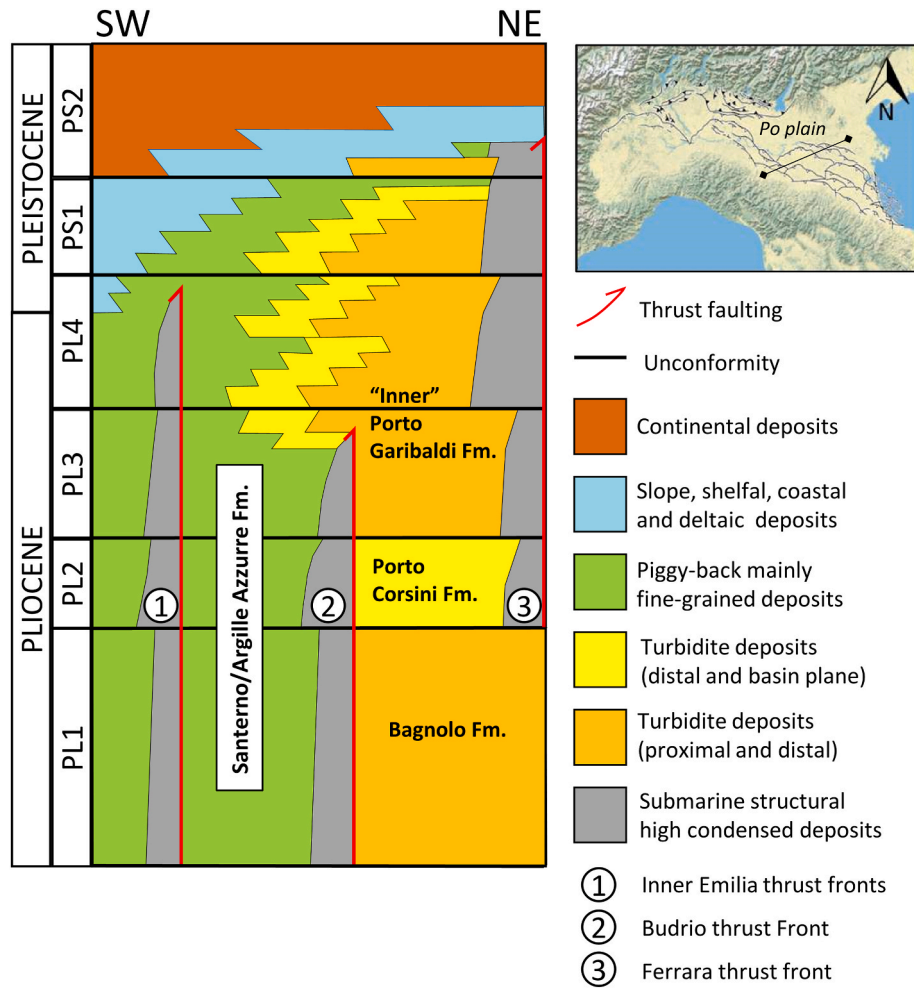 SW
NE
PLEISTOCENE
PLIOCENE
PS2
PS1
PL4
PL3
PL2
PL1
"Inner"
Porto
Garibaldi Fm.
Porto
Corsini Fm.
Bagnolo Fm.
Santerno/Argille Azzurre Fm.
1
2
3
Po plain
N
Thrust faulting
Unconformity
Continental deposits
Slope, shelfal, coastal
and deltaic deposits
Piggy-back mainly
fine-grained deposits
Turbidite deposits
(distal and basin plane)
Turbidite deposits
(proximal and distal)
Submarine structural
high condensed deposits
1 Inner Emilia thrust fronts
2 Budrio thrust Front
3 Ferrara thrust front